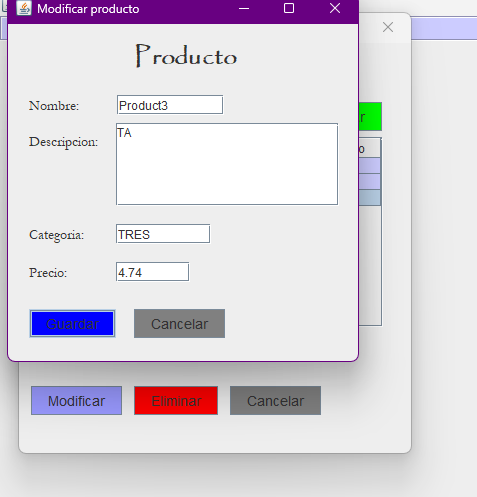 Modificar producto
Producto
Nombre: Product3
Descripcion: TA
Categoria: TRES
Precio: 4.74
Guardar Cancelar
Modificar Eliminar Cancelar